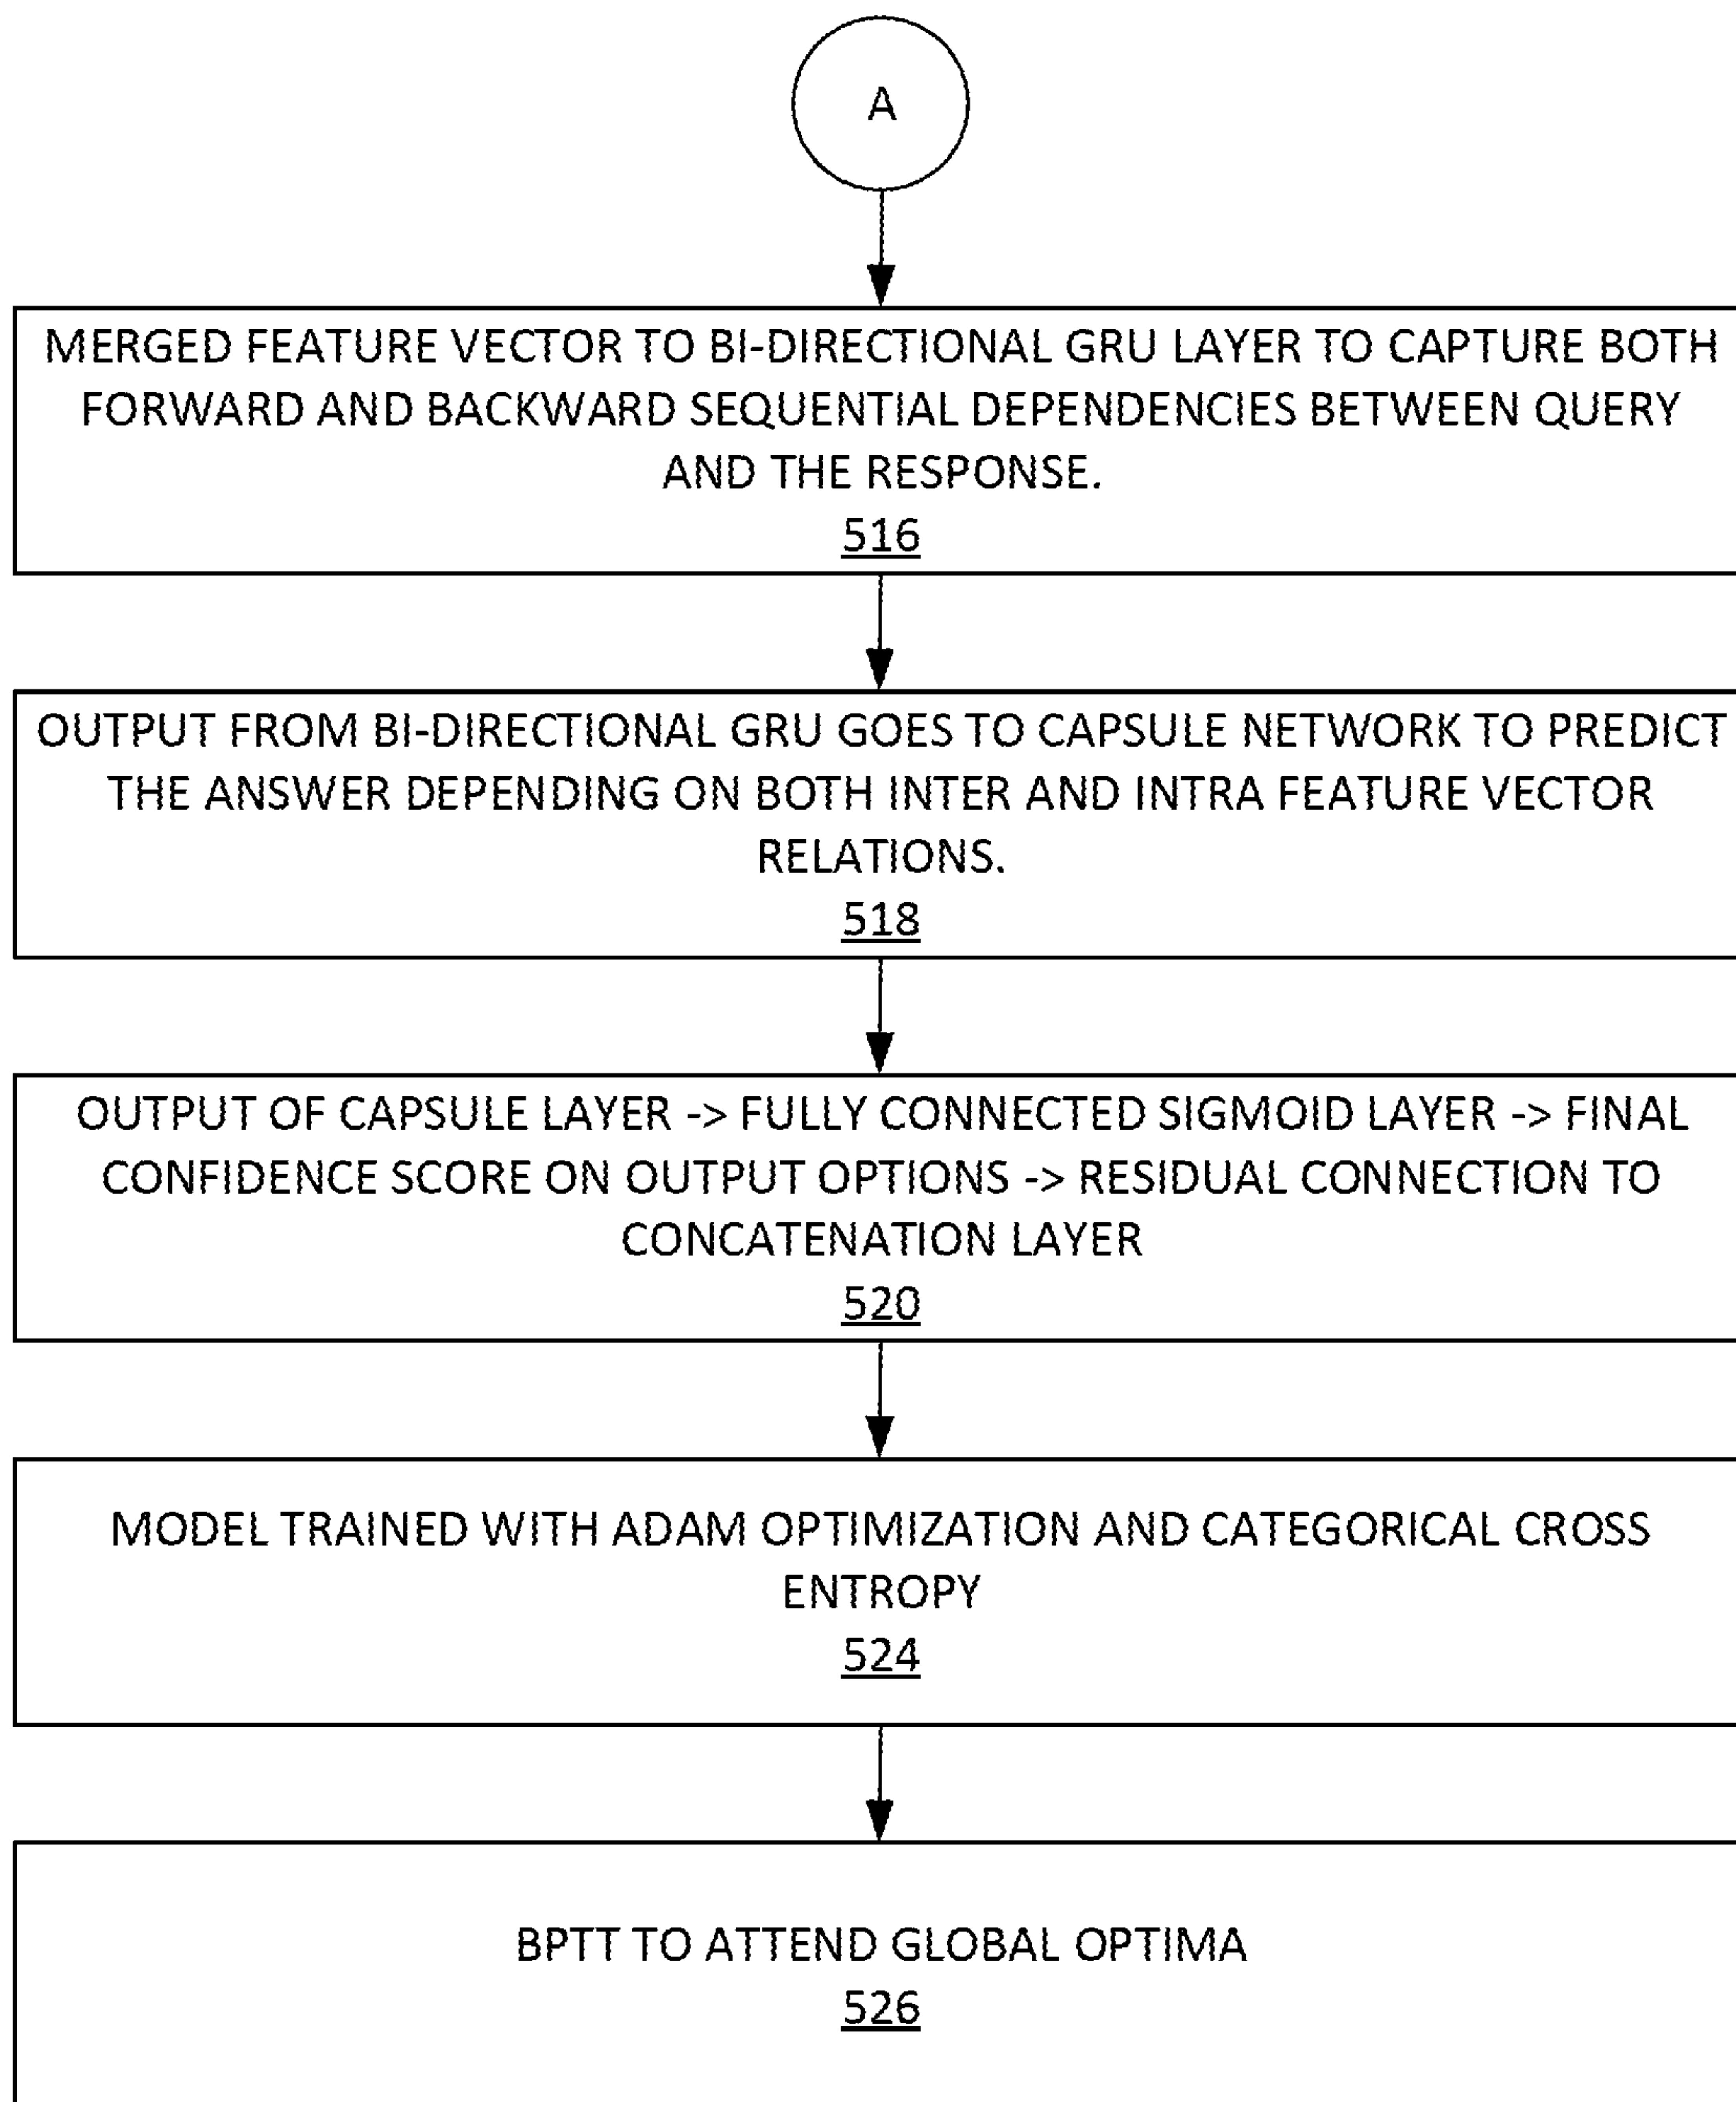 A
MERGED FEATURE VECTOR TO BI-DIRECTIONAL GRU LAYER TO CAPTURE BOTH
FORWARD AND BACKWARD SEQUENTIAL DEPENDENCIES BETWEEN QUERY
AND THE RESPONSE.
516
OUTPUT FROM BI-DIRECTIONAL GRU GOES TO CAPSULE NETWORK TO PREDICT
THE ANSWER DEPENDING ON BOTH INTER AND INTRA FEATURE VECTOR
RELATIONS.
518
OUTPUT OF CAPSULE LAYER -> FULLY CONNECTED SIGMOID LAYER -> FINAL
CONFIDENCE SCORE ON OUTPUT OPTIONS -> RESIDUAL CONNECTION TO
CONCATENATION LAYER
520
MODEL TRAINED WITH ADAM OPTIMIZATION AND CATEGORICAL CROSS
ENTROPY
524
BPTT TO ATTEND GLOBAL OPTIMA
526